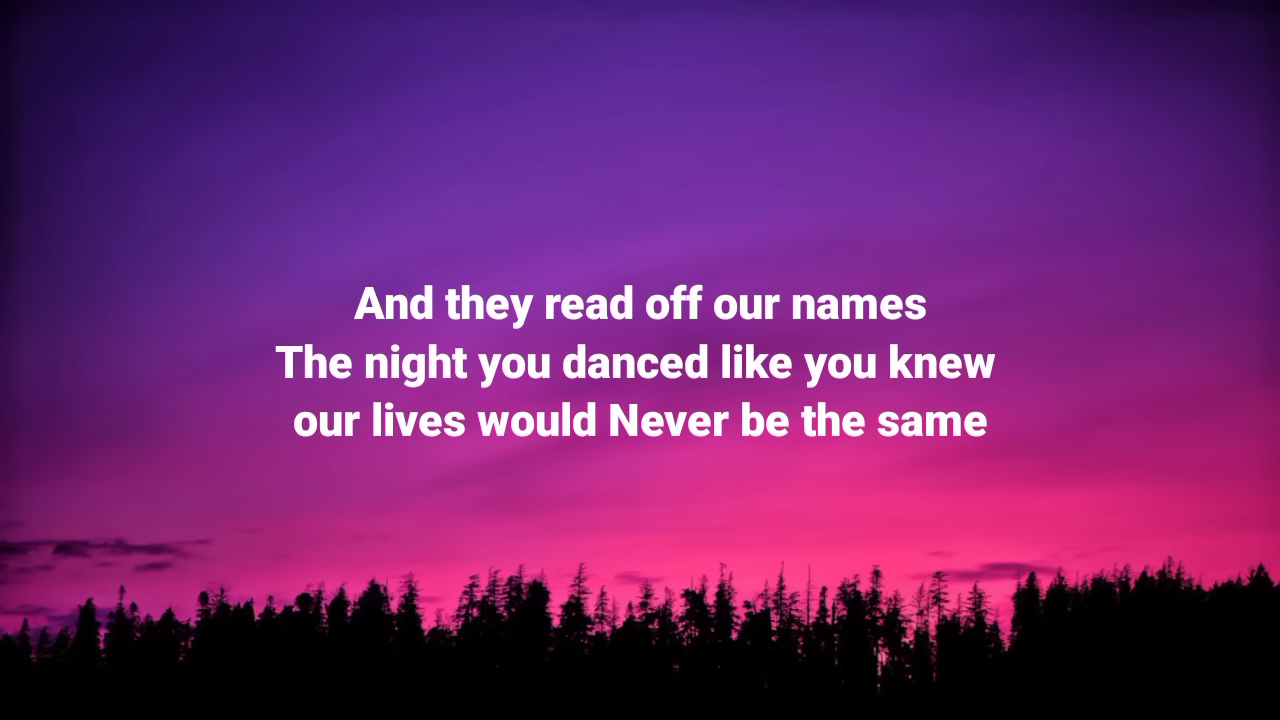 And they read off our names
The night you danced like you knew
our lives would Never be the same